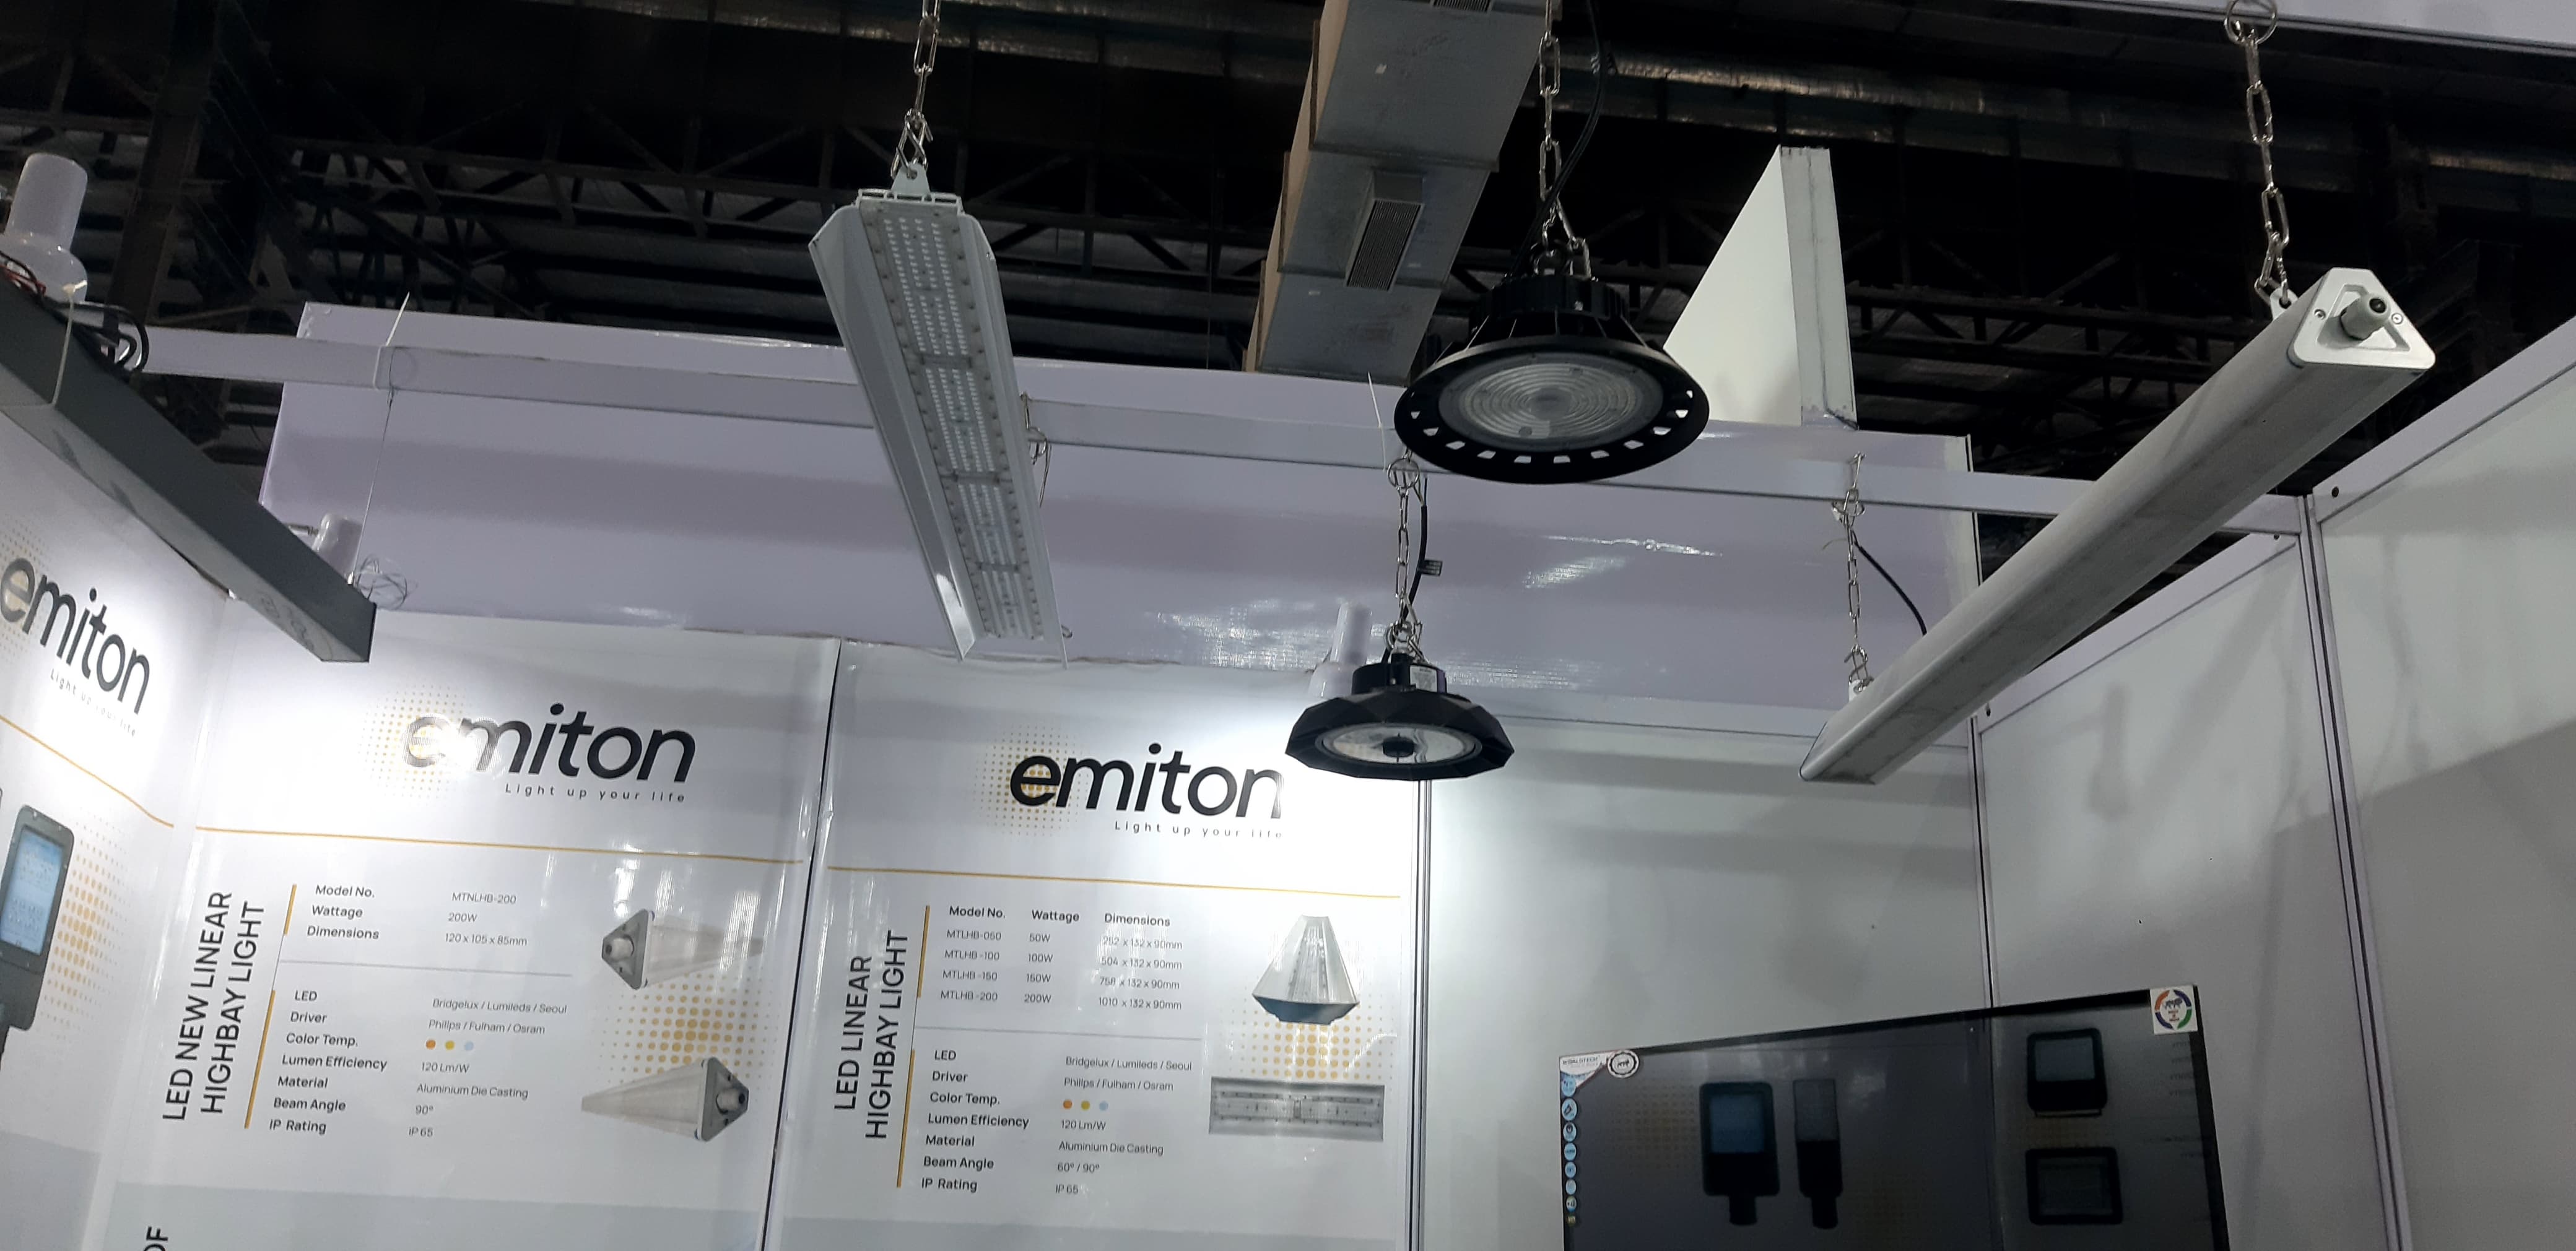 emiton
Light up your life
emiton
Light up your life
LED NEW LINEAR
HIGHBAY LIGHT
Model No. MTNLHB-200
Wattage 200W
Dimensions 120 x 105 x 85mm
LED Bridgelux / Lumileds / Seoul
Driver Philips / Fulham / Osram
Color Temp.
Lumen Efficiency 120 Lm/W
Material Aluminium Die Casting
Beam Angle 90°
IP Rating IP 65
OF
emiton
Light up your life
LED LINEAR
HIGHBAY LIGHT
Model No. Wattage Dimensions
MTLHB-050 50W 252 x 132 x 90mm
MTLHB -100 100W 504 x 132 x 90mm
MTLHB -150 150W 758 x 132 x 90mm
MTLHB -200 200W 1010 x 132 x 90mm
LED Bridgelux / Lumileds / Seoul
Driver Philips / Fulham / Osram
Color Temp.
Lumen Efficiency 120 Lm/W
Material Aluminium Die Casting
Beam Angle 60° / 90°
IP Rating IP 65